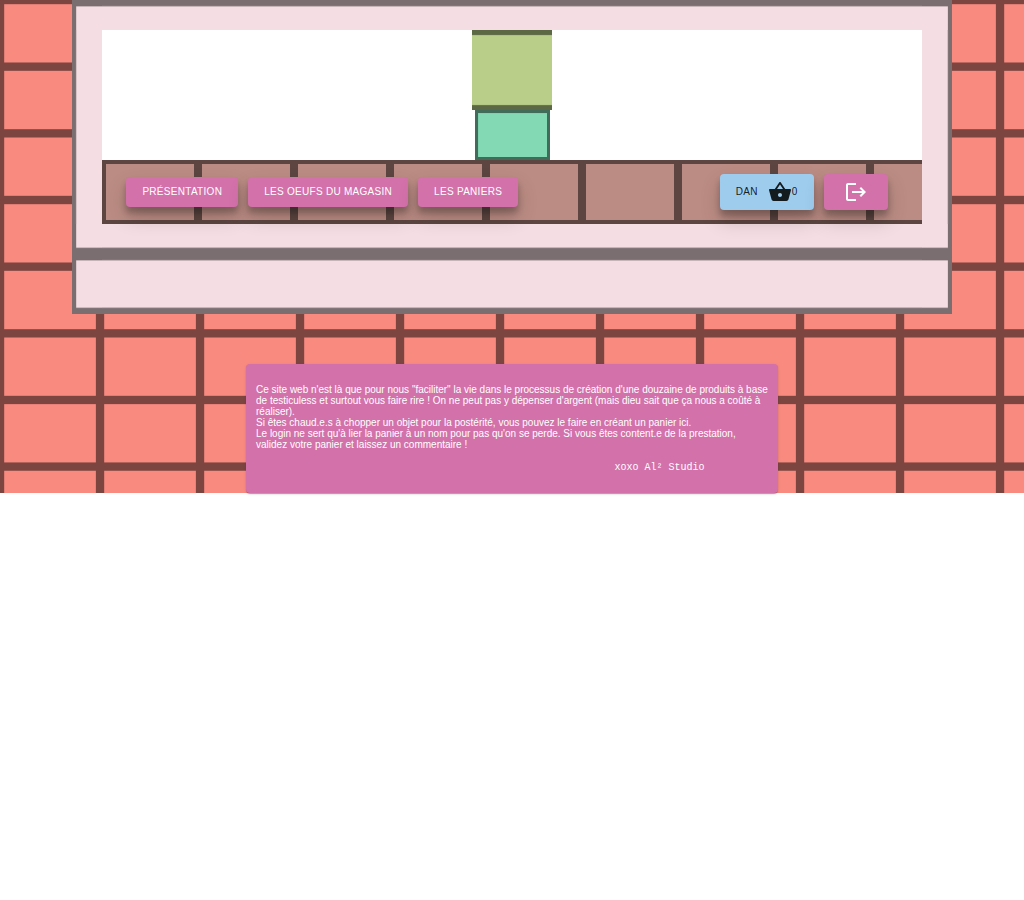 PRÉSENTATION LES OEUFS DU MAGASIN LES PANIERS DAN 0
Ce site web n'est là que pour nous "faciliter" la vie dans le processus de création d'une douzaine de produits à base
de testiculess et surtout vous faire rire ! On ne peut pas y dépenser d'argent (mais dieu sait que ça nous a coûté à
réaliser).
Si êtes chaud.e.s à chopper un objet pour la postérité, vous pouvez le faire en créant un panier ici.
Le login ne sert qu'à lier la panier à un nom pour pas qu'on se perde. Si vous êtes content.e de la prestation,
validez votre panier et laissez un commentaire !
xoxo Al² Studio